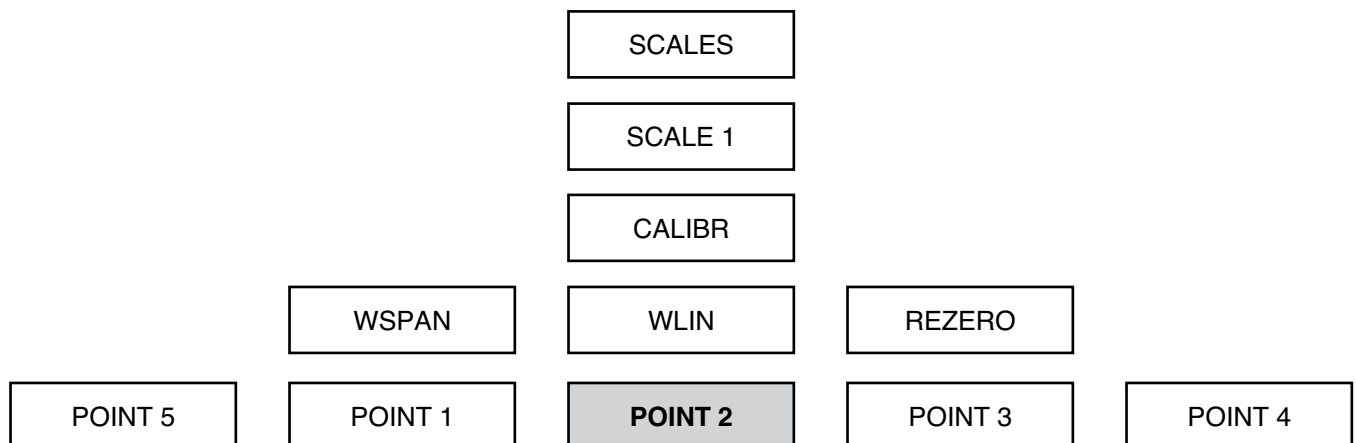 SCALES
SCALE 1
CALIBR
WSPAN WLIN REZERO
POINT 5 POINT 1 POINT 2 POINT 3 POINT 4